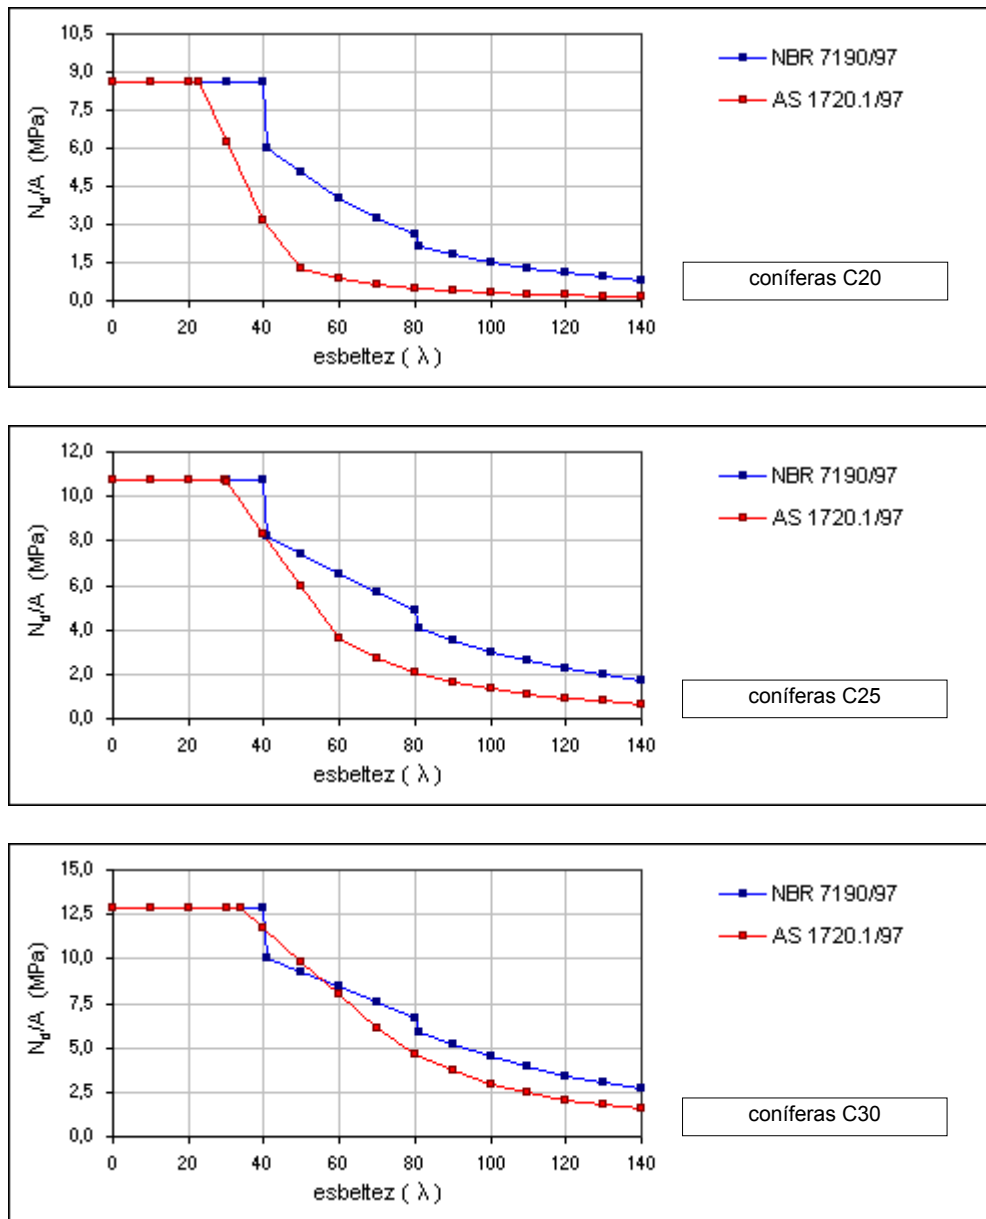 10,5
9,0
7,5
6,0
4,5
3,0
1,5
0,0
N_d/A (MPa)
0 20 40 60 80 100 120 140
esbeltez ( λ )
NBR 7190/97
AS 1720.1/97
coníferas C20
12,0
10,0
8,0
6,0
4,0
2,0
0,0
N_d/A (MPa)
0 20 40 60 80 100 120 140
esbeltez ( λ )
NBR 7190/97
AS 1720.1/97
coníferas C25
15,0
12,5
10,0
7,5
5,0
2,5
0,0
N_d/A (MPa)
0 20 40 60 80 100 120 140
esbeltez ( λ )
NBR 7190/97
AS 1720.1/97
coníferas C30